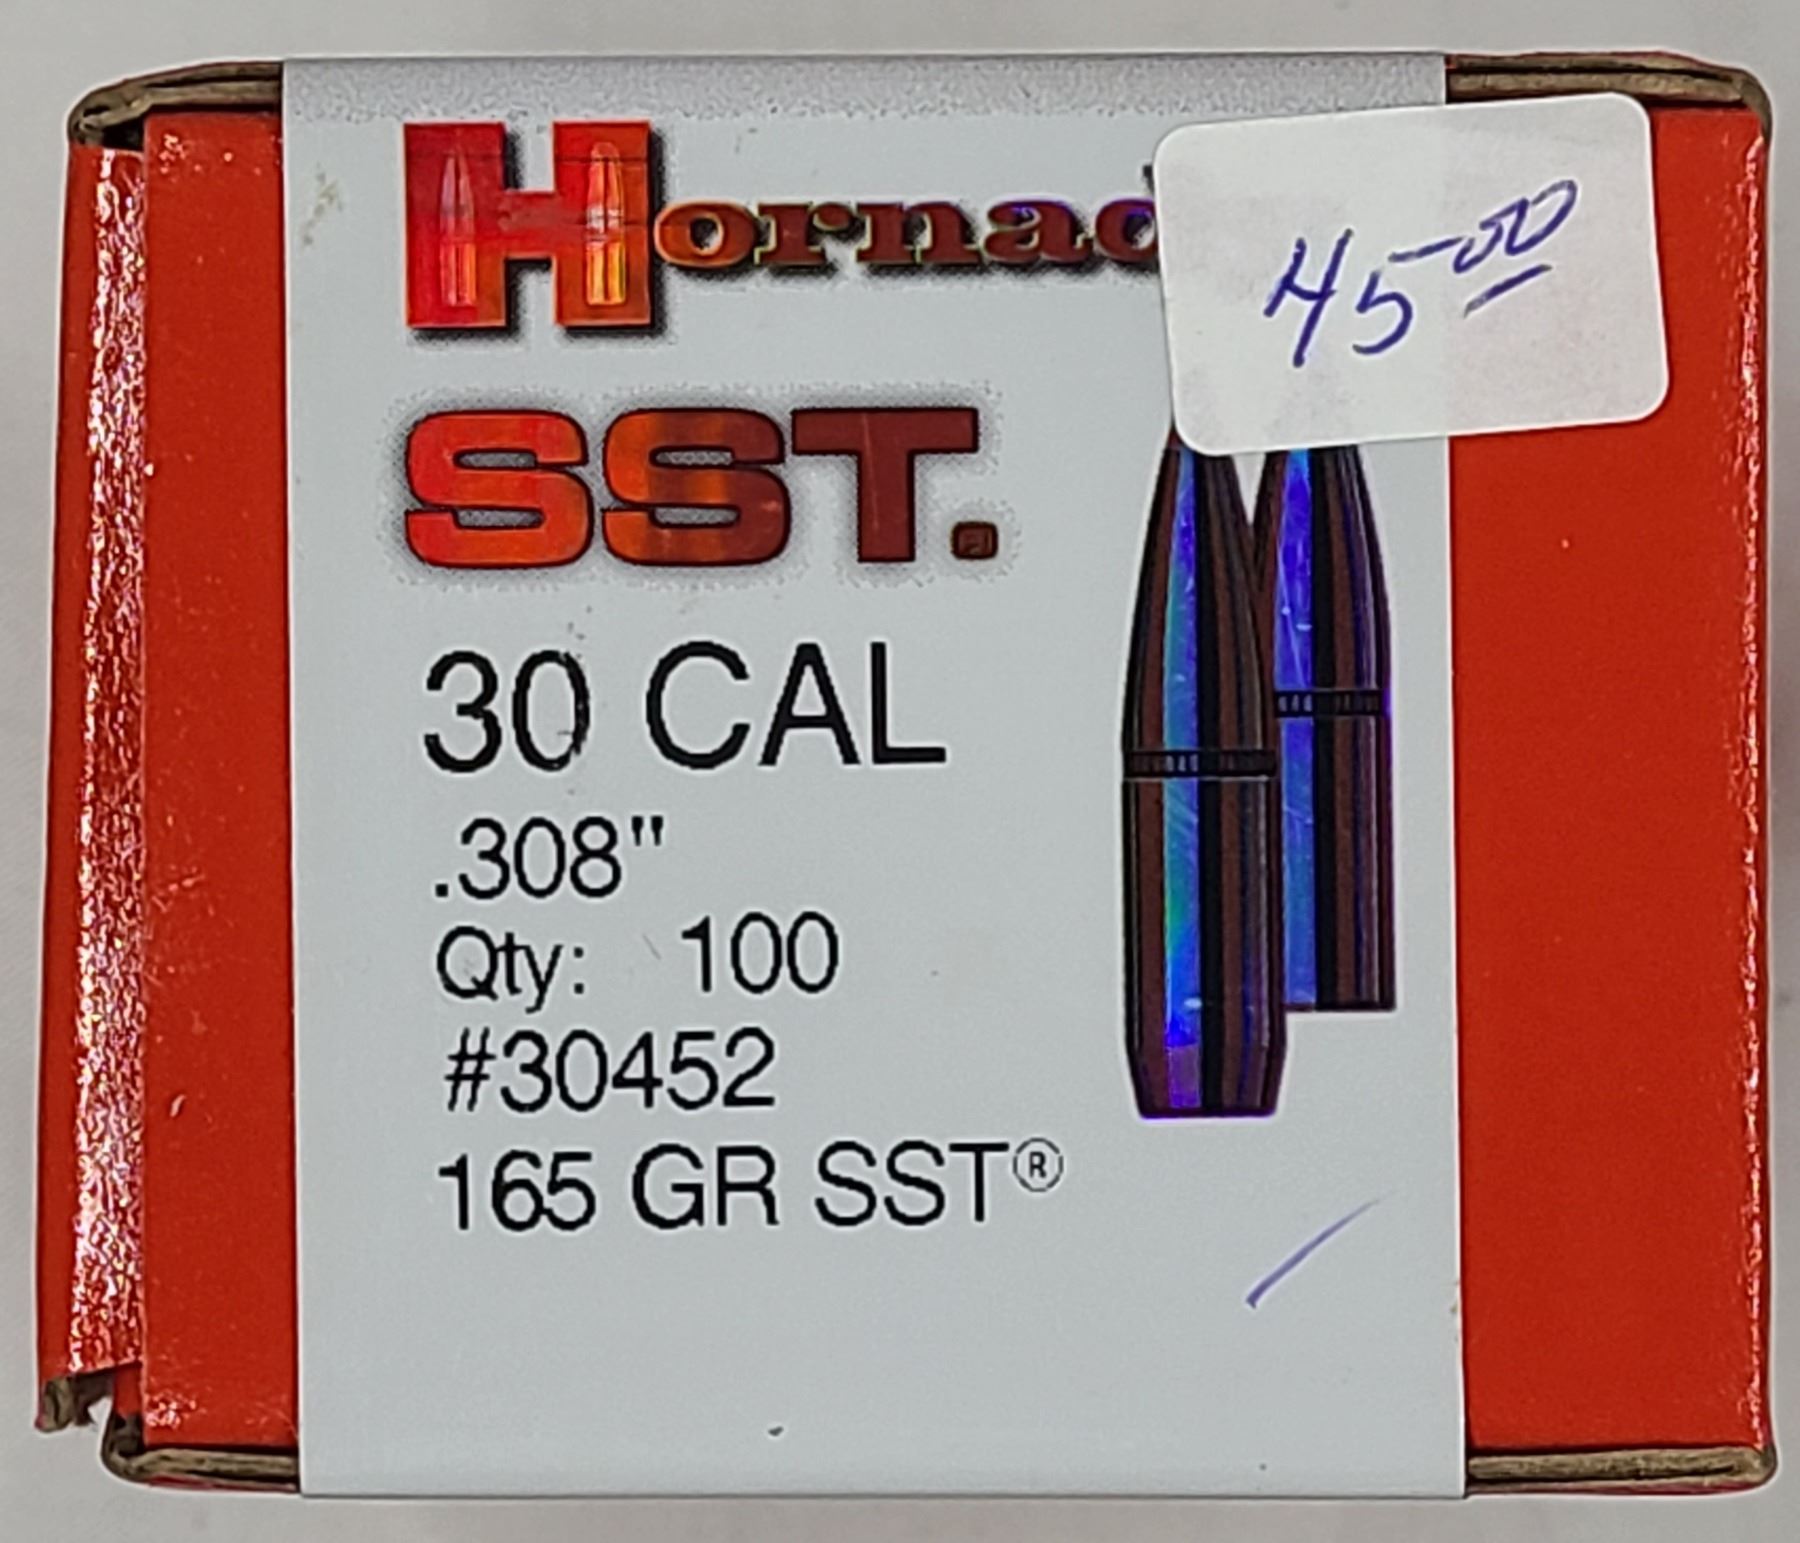 Hornad
45-00
SST.
30 CAL
.308"
Qty: 100
#30452
165 GR SST®